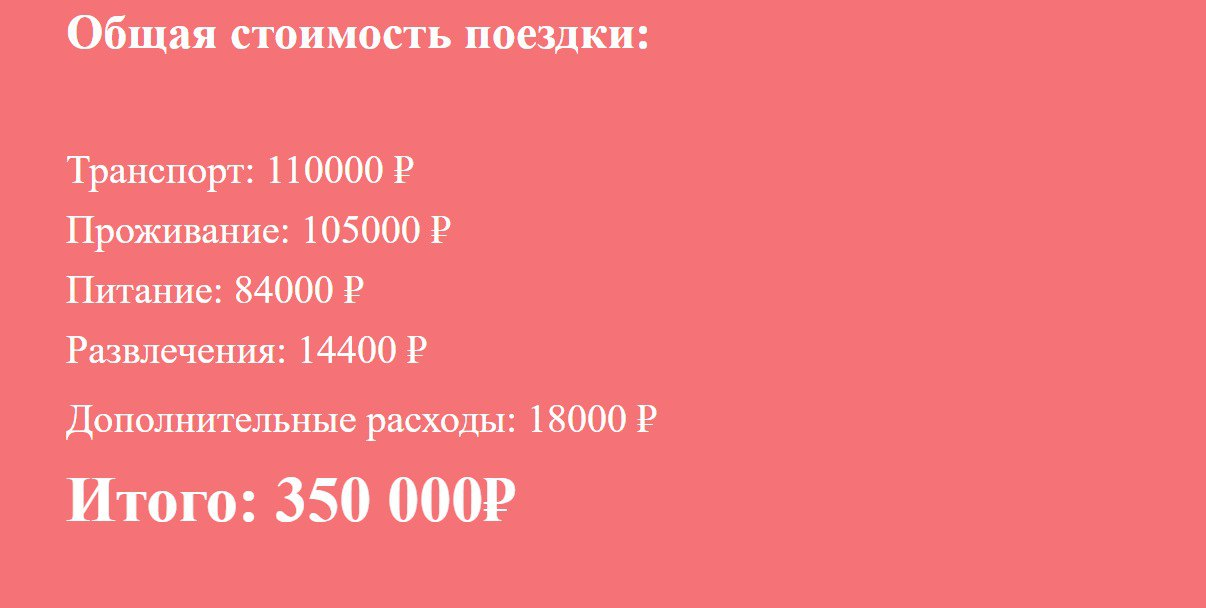 Общая стоимость поездки:
Транспорт: 110000 ₽
Проживание: 105000 ₽
Питание: 84000 ₽
Развлечения: 14400 ₽
Дополнительные расходы: 18000 ₽
Итого: 350 000₽